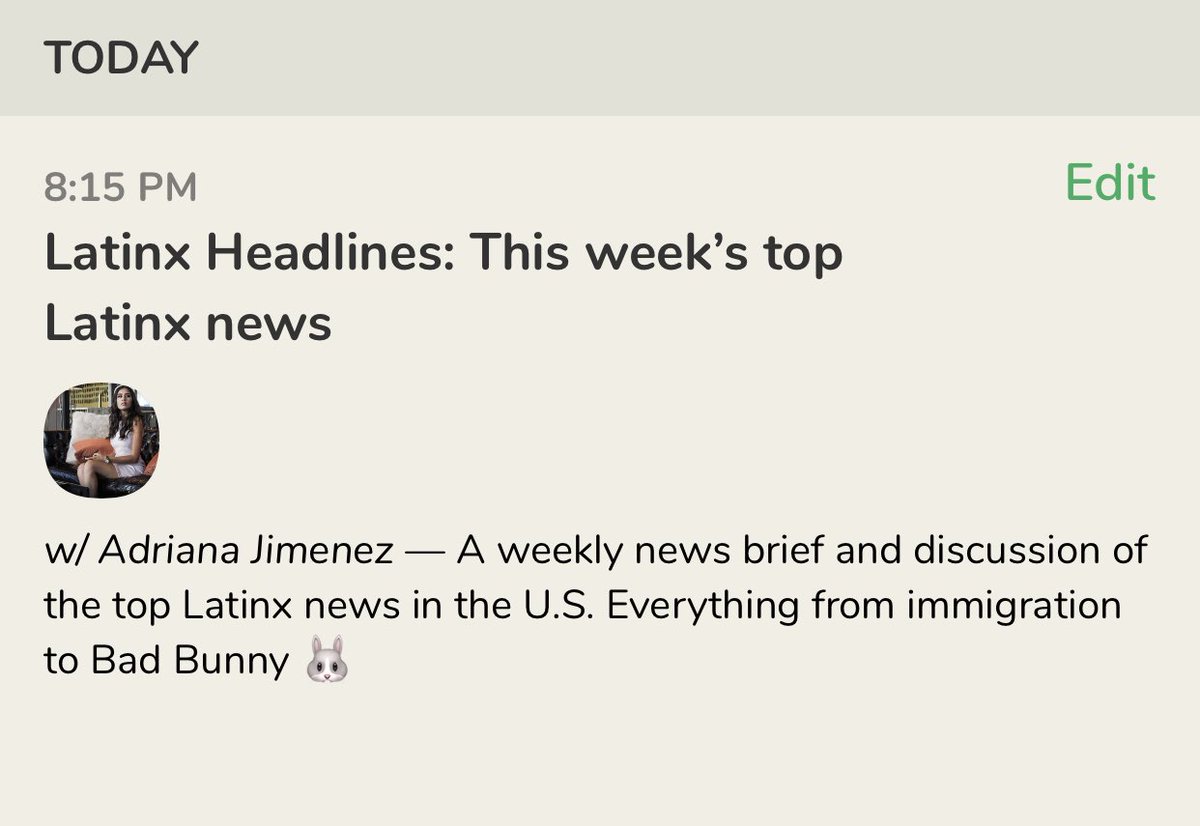 TODAY
8:15 PM
Edit
Latinx Headlines: This week’s top
Latinx news
w/ Adriana Jimenez — A weekly news brief and discussion of
the top Latinx news in the U.S. Everything from immigration
to Bad Bunny 🐰